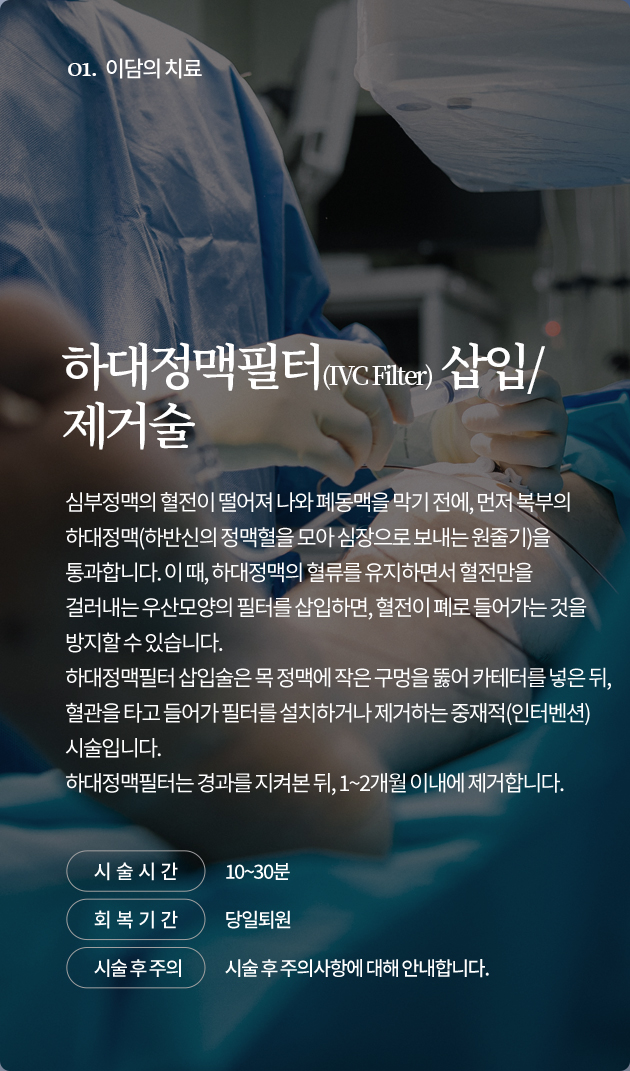 01. 이담의 치료
하대정맥필터(IVC Filter) 삽입/
제거술
심부정맥의 혈전이 떨어져 나와 폐동맥을 막기 전에, 먼저 복부의
하대정맥(하반신의 정맥혈을 모아 심장으로 보내는 원줄기)을
통과합니다. 이 때, 하대정맥의 혈류를 유지하면서 혈전만을
걸러내는 우산모양의 필터를 삽입하면, 혈전이 폐로 들어가는 것을
방지할 수 있습니다.
하대정맥필터 삽입술은 목 정맥에 작은 구멍을 뚫어 카테터를 넣은 뒤,
혈관을 타고 들어가 필터를 설치하거나 제거하는 중재적(인터벤션)
시술입니다.
하대정맥필터는 경과를 지켜본 뒤, 1~2개월 이내에 제거합니다.
시술시간 10~30분
회복기간 당일퇴원
시술 후 주의 시술 후 주의사항에 대해 안내합니다.